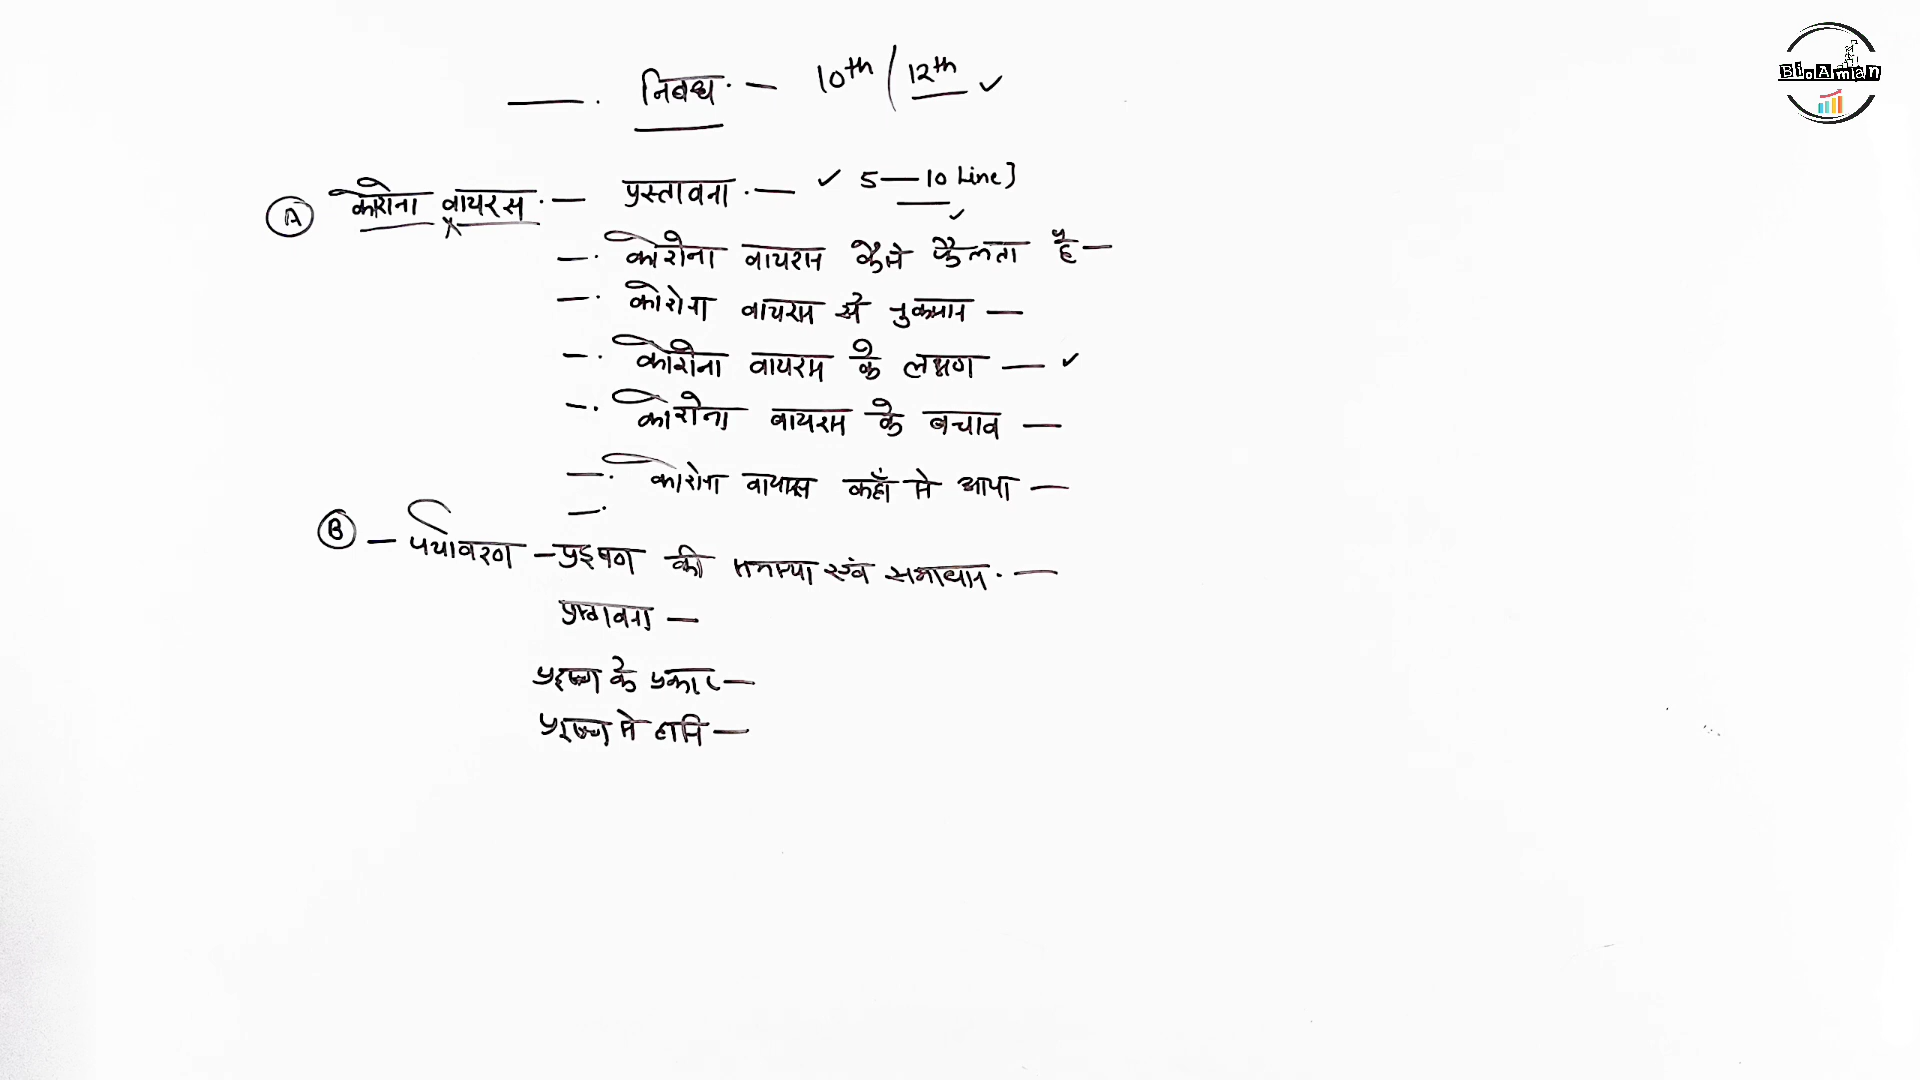 BioAman
निबन्ध - 10th / 12th ✓
(A) कोरोना वायरस - प्रस्तावना - ✓ 5 — 10 Line]
कोरोना वायरस कैसे फैलता है -
कोरोना वायरस से नुकसान -
कोरोना वायरस के लक्षण - ✓
कोरोना वायरस के बचाव -
कोरोना वायरस कहाँ से आया -
(B) - पर्यावरण - प्रदूषण की समस्या एवं समाधान -
प्रस्तावना -
प्रदूषण के प्रकार -
प्रदूषण से हानि -